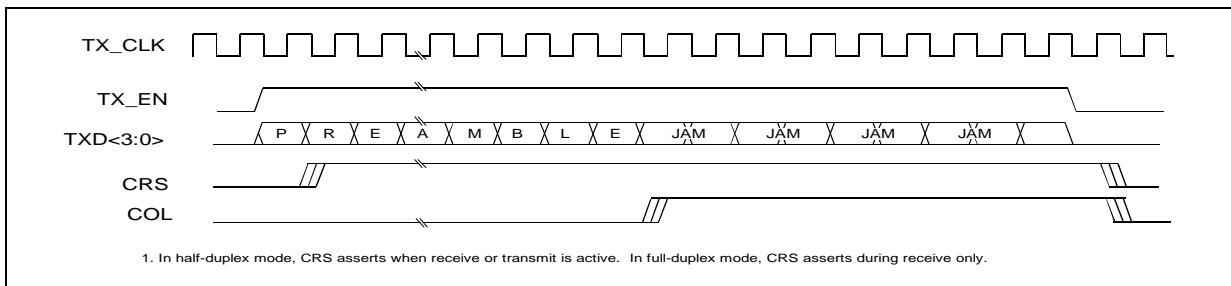 TX_CLK
TX_EN
TXD<3:0>
P R E A M B L E JAM JAM JAM JAM
CRS
COL
1. In half-duplex mode, CRS asserts when receive or transmit is active. In full-duplex mode, CRS asserts during receive only.